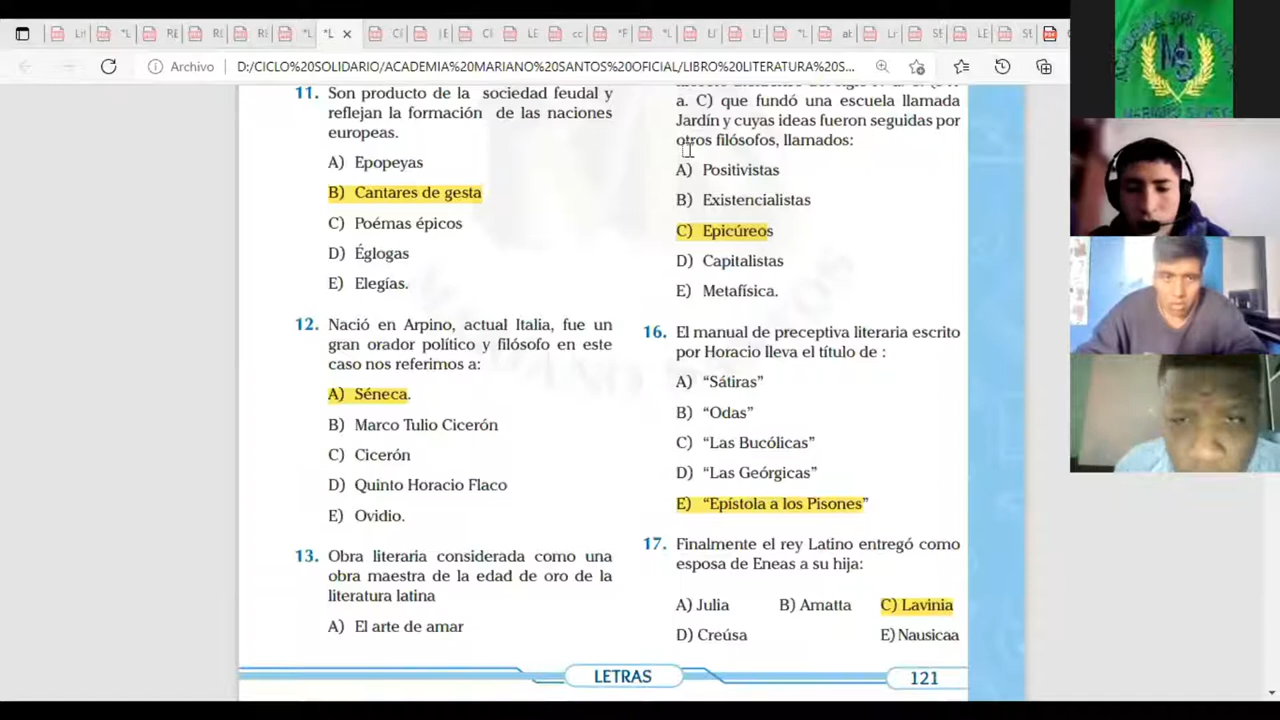 Archivo
D:/CICLO%20SOLIDARIO/ACADEMIA%20MARIANO%20SANTOS%20OFICIAL/LIBRO%20LITERATURA%20S...
11. Son producto de la sociedad feudal y
reflejan la formación de las naciones
europeas.
A) Epopeyas
B) Cantares de gesta
C) Poémas épicos
D) Églogas
E) Elegías.
12. Nació en Arpino, actual Italia, fue un
gran orador político y filósofo en este
caso nos referimos a:
A) Séneca.
B) Marco Tulio Cicerón
C) Cicerón
D) Quinto Horacio Flaco
E) Ovidio.
13. Obra literaria considerada como una
obra maestra de la edad de oro de la
literatura latina
A) El arte de amar
a. C) que fundó una escuela llamada
Jardín y cuyas ideas fueron seguidas por
otros filósofos, llamados:
A) Positivistas
B) Existencialistas
C) Epicúreos
D) Capitalistas
E) Metafísica.
16. El manual de preceptiva literaria escrito
por Horacio lleva el título de :
A) “Sátiras”
B) “Odas”
C) “Las Bucólicas”
D) “Las Geórgicas”
E) “Epístola a los Pisones”
17. Finalmente el rey Latino entregó como
esposa de Eneas a su hija:
A) Julia B) Amatta C) Lavinia
D) Creúsa E) Nausicaa
LETRAS
121